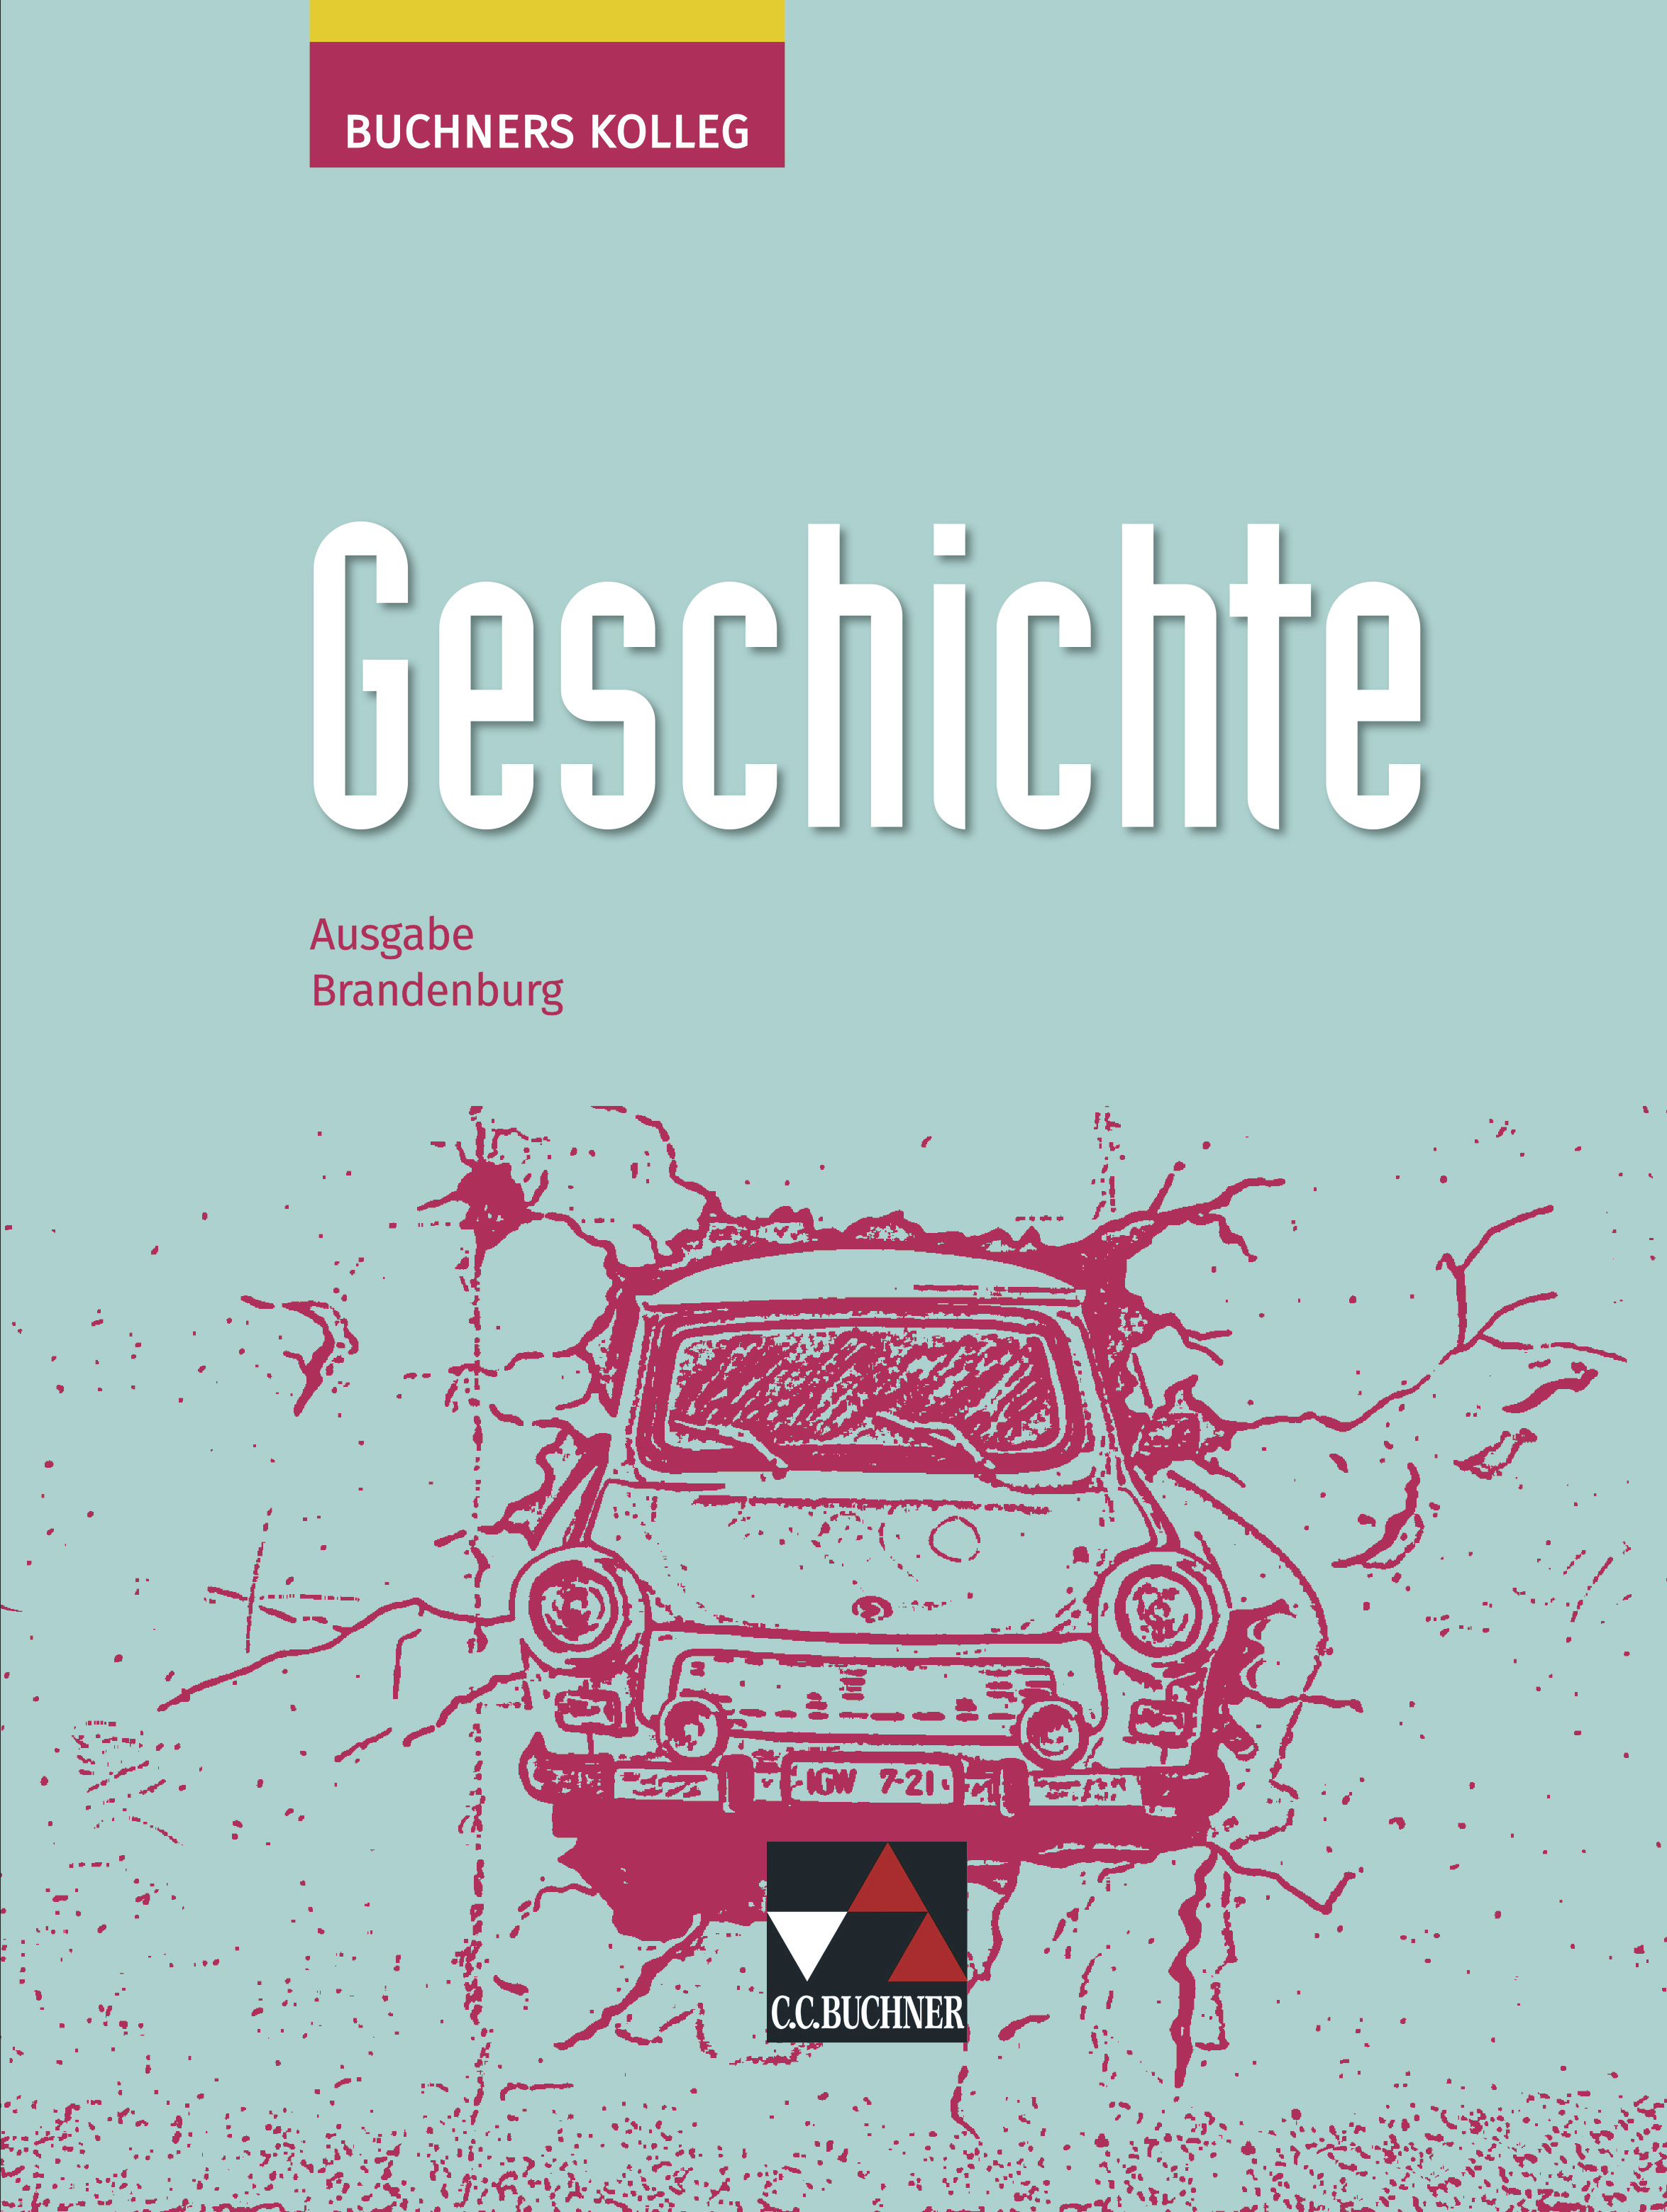 BUCHNERS KOLLEG
Geschichte
Ausgabe
Brandenburg
IGW 7-21
C.C.BUCHNER